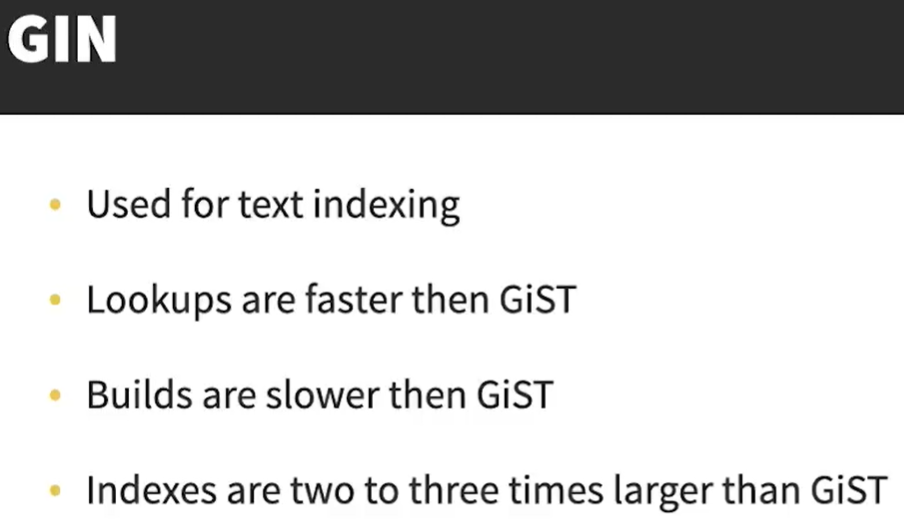 GIN
• Used for text indexing
• Lookups are faster then GiST
• Builds are slower then GiST
• Indexes are two to three times larger than GiST